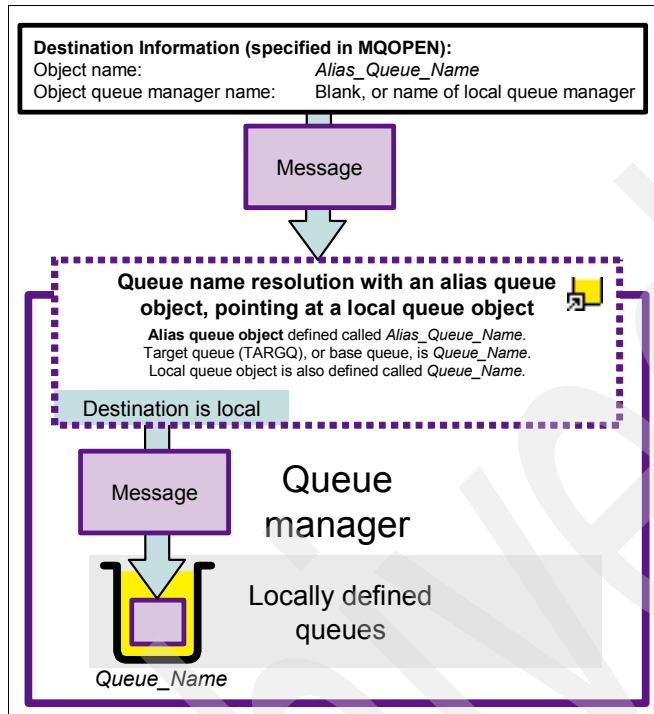 Destination Information (specified in MQOPEN):
Object name: Alias_Queue_Name
Object queue manager name: Blank, or name of local queue manager
Message
Queue name resolution with an alias queue
object, pointing at a local queue object
Alias queue object defined called Alias_Queue_Name.
Target queue (TARGQ), or base queue, is Queue_Name.
Local queue object is also defined called Queue_Name.
Destination is local
Message
Queue
manager
Locally defined
queues
Queue_Name